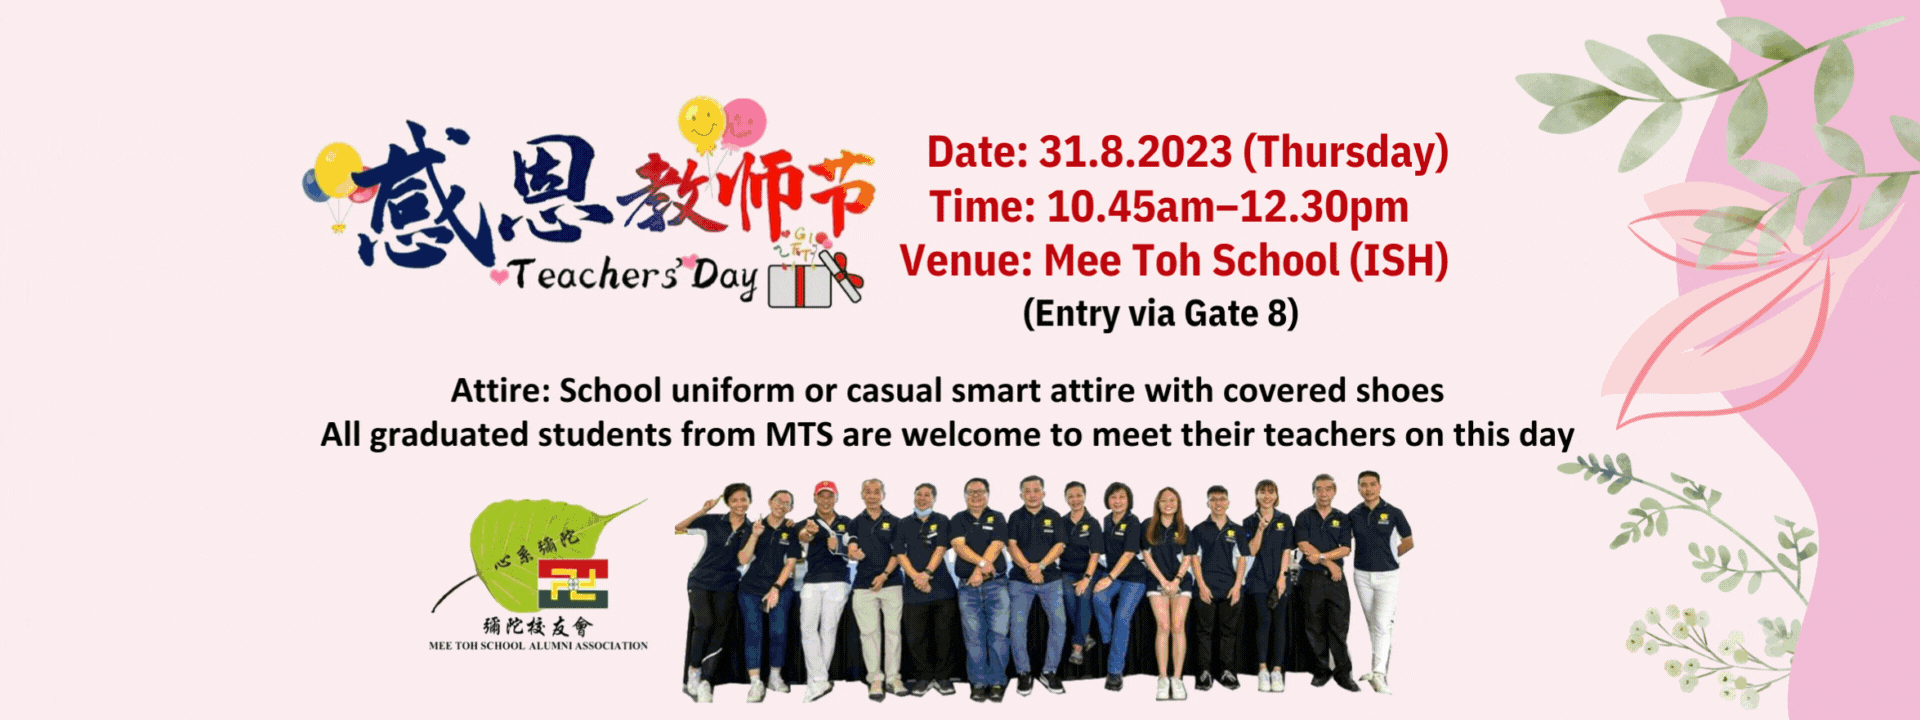 感恩教师节
Teachers' Day
GIFT
Date: 31.8.2023 (Thursday)
Time: 10.45am–12.30pm
Venue: Mee Toh School (ISH)
(Entry via Gate 8)
Attire: School uniform or casual smart attire with covered shoes
All graduated students from MTS are welcome to meet their teachers on this day
心系彌陀
彌陀校友會
MEE TOH SCHOOL ALUMNI ASSOCIATION